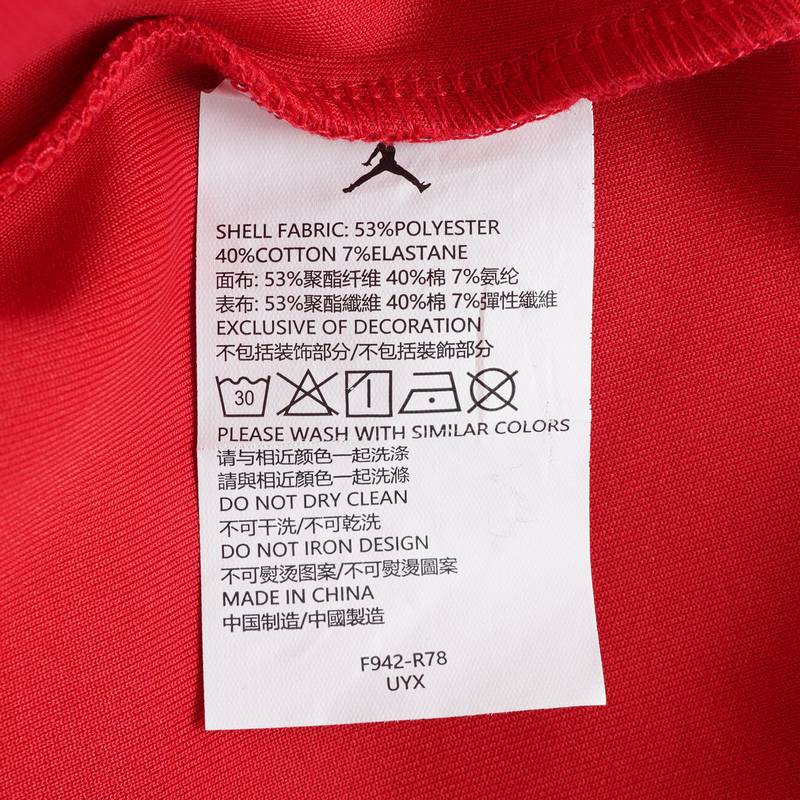 SHELL FABRIC: 53%POLYESTER
40%COTTON 7%ELASTANE
面布: 53%聚酯纤维 40%棉 7%氨纶
表布: 53%聚酯纖維 40%棉 7%彈性纖維
EXCLUSIVE OF DECORATION
不包括装饰部分/不包括裝飾部分
30
PLEASE WASH WITH SIMILAR COLORS
请与相近颜色一起洗涤
請與相近顏色一起洗滌
DO NOT DRY CLEAN
不可干洗/不可乾洗
DO NOT IRON DESIGN
不可熨烫图案/不可熨燙圖案
MADE IN CHINA
中国制造/中國製造
F942-R78
UYX